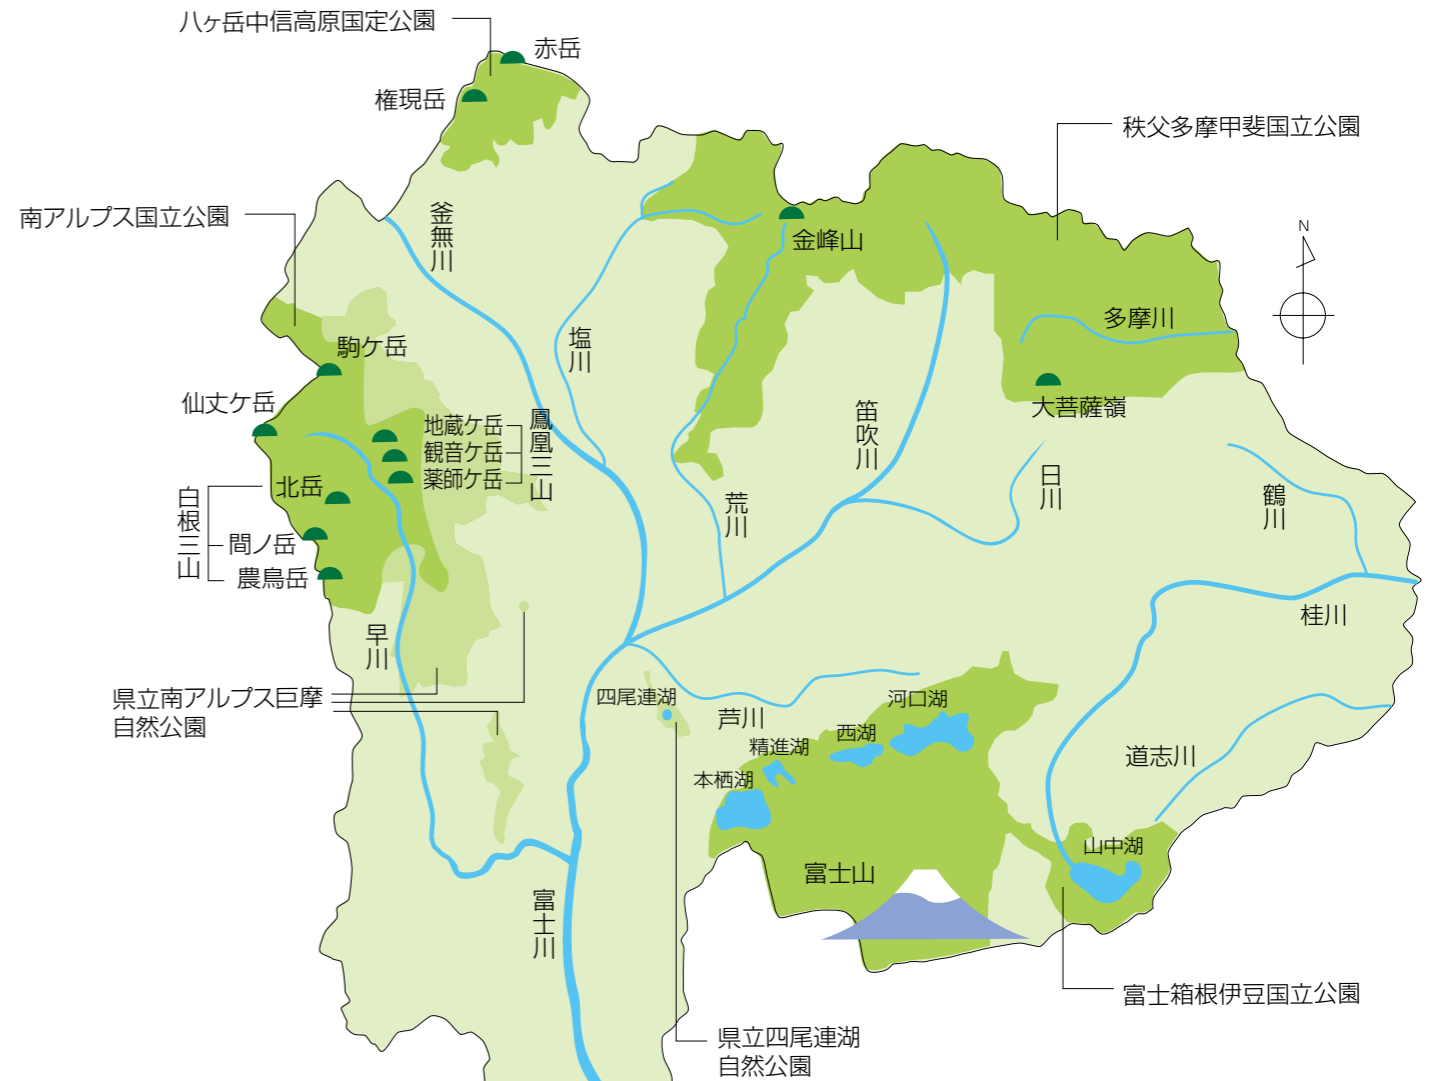 八ヶ岳中信高原国定公園
赤岳
権現岳
秩父多摩甲斐国立公園
南アルプス国立公園
釜無川
金峰山
N
多摩川
塩川
駒ケ岳
仙丈ケ岳
大菩薩嶺
笛吹川
鳳凰三山
地蔵ケ岳
観音ケ岳
薬師ケ岳
日川
北岳
白根三山
間ノ岳
農鳥岳
荒川
鶴川
桂川
早川
県立南アルプス巨摩
自然公園
四尾連湖
芦川
河口湖
西湖
精進湖
本栖湖
道志川
山中湖
富士山
富士川
富士箱根伊豆国立公園
県立四尾連湖
自然公園